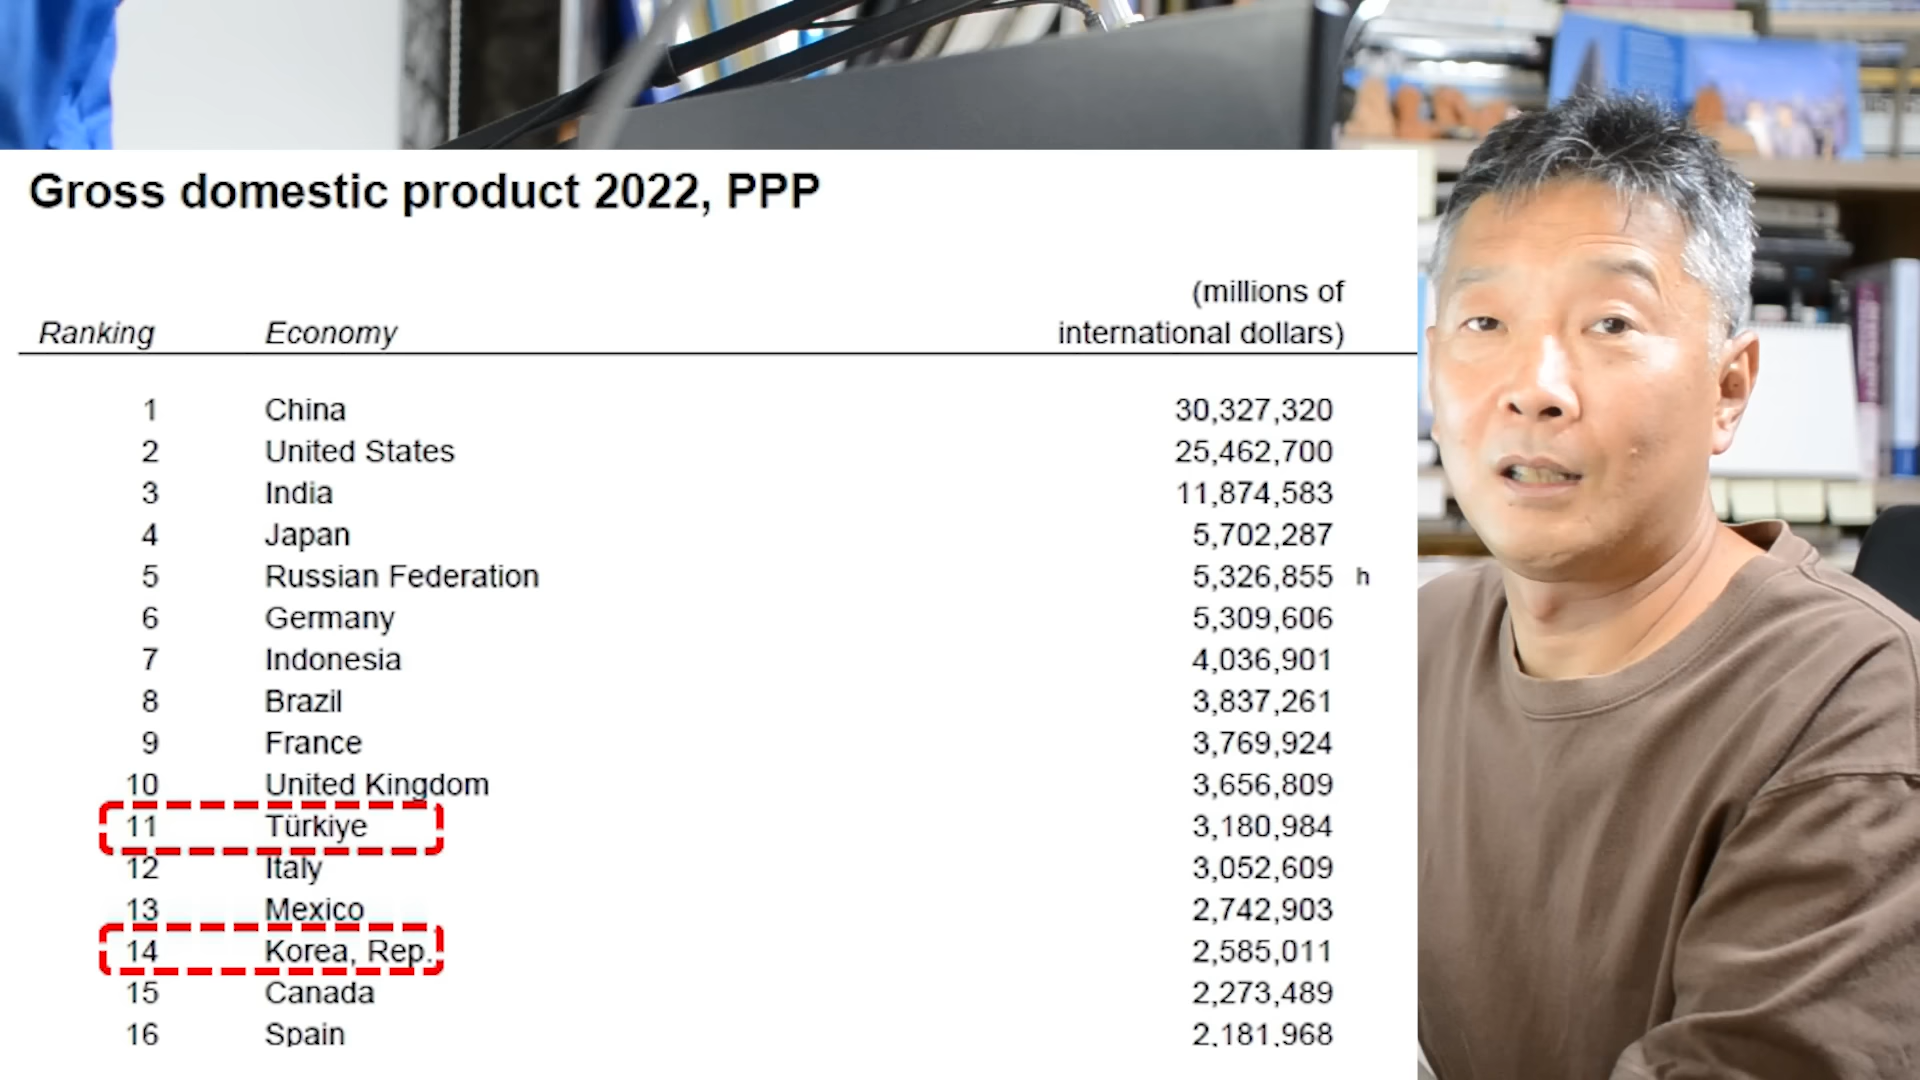 Gross domestic product 2022, PPP
(millions of
Ranking Economy international dollars)
1 China 30,327,320
2 United States 25,462,700
3 India 11,874,583
4 Japan 5,702,287
5 Russian Federation 5,326,855 h
6 Germany 5,309,606
7 Indonesia 4,036,901
8 Brazil 3,837,261
9 France 3,769,924
10 United Kingdom 3,656,809
11 Türkiye 3,180,984
12 Italy 3,052,609
13 Mexico 2,742,903
14 Korea, Rep. 2,585,011
15 Canada 2,273,489
16 Spain 2,181,968